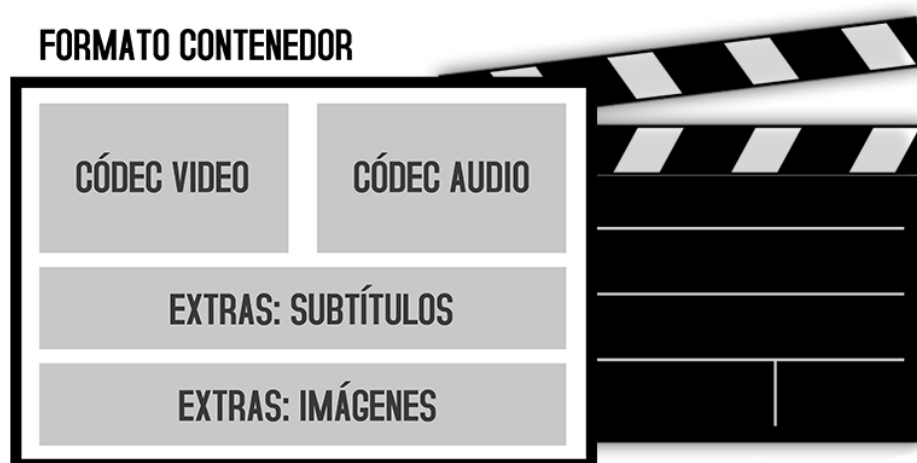 FORMATO CONTENEDOR
CÓDEC VIDEO
CÓDEC AUDIO
EXTRAS: SUBTÍTULOS
EXTRAS: IMÁGENES